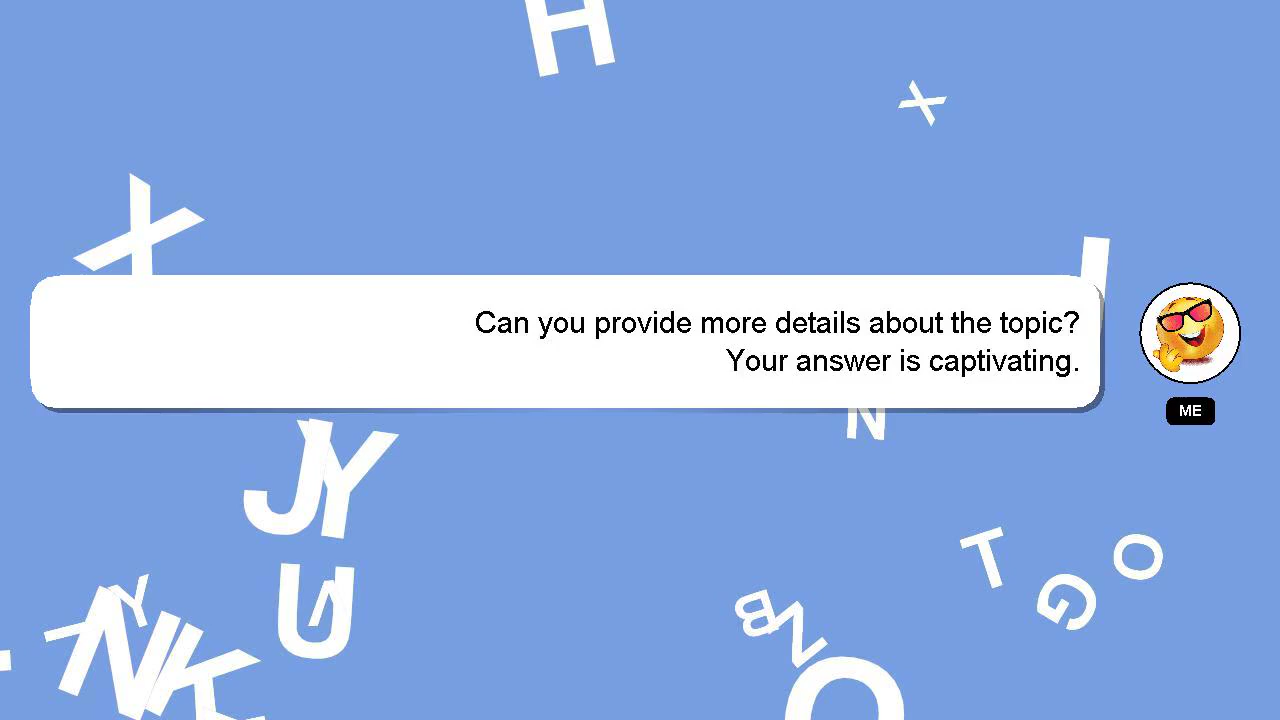 H
X
X
I
Can you provide more details about the topic?
Your answer is captivating.
ME
N
J Y
T
O
U
G
Y
B
N
N K
O